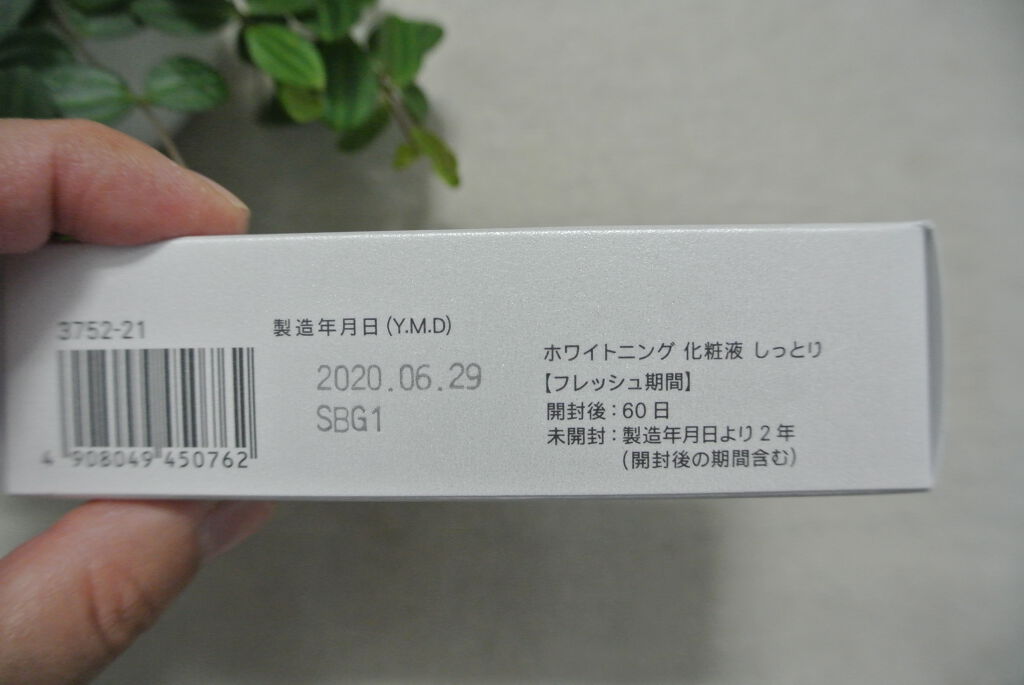 3752-21
4 908049 450762
製造年月日(Y.M.D)
2020.06.29
SBG1
ホワイトニング 化粧液 しっとり
【フレッシュ期間】
開封後：60日
未開封：製造年月日より2年
(開封後の期間含む)